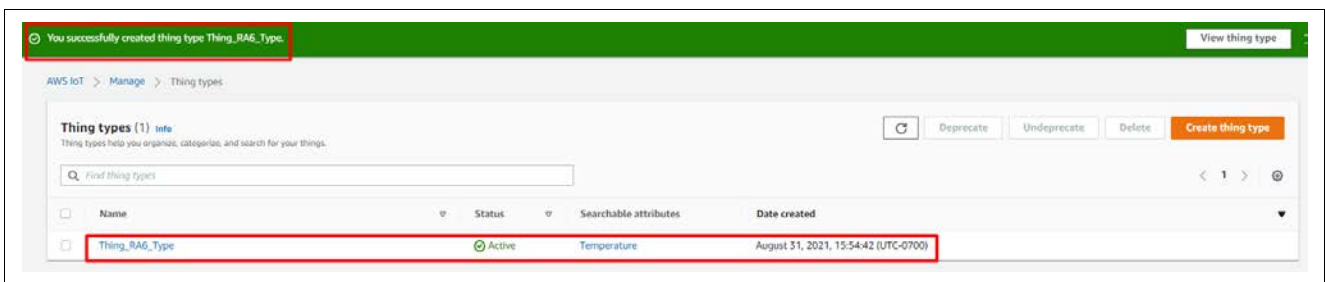 You successfully created thing type Thing_RA6_Type.
View thing type
AWS IoT > Manage > Thing types
Thing types (1) Info
Thing types help you organize, categorize, and search for your things.
Deprecate
Undeprecate
Delete
Create thing type
Find thing types
< 1 >
Name Status Searchable attributes Date created
Thing_RA6_Type Active Temperature August 31, 2021, 15:54:42 (UTC-0700)